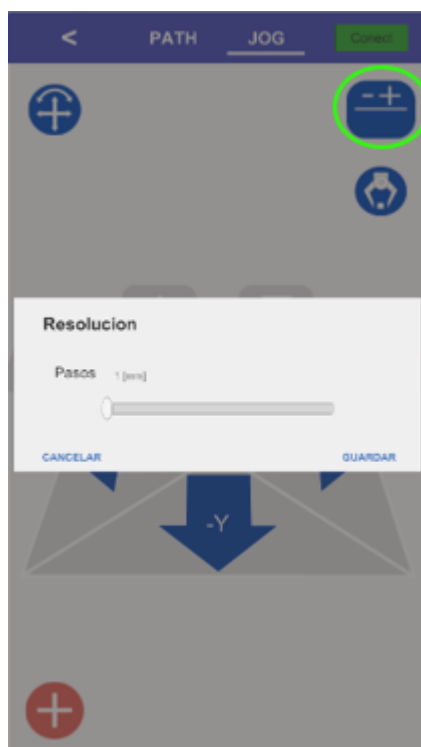 < PATH JOG Conect
- +
Resolucion
Pasos 1 [mm]
CANCELAR GUARDAR
-Y